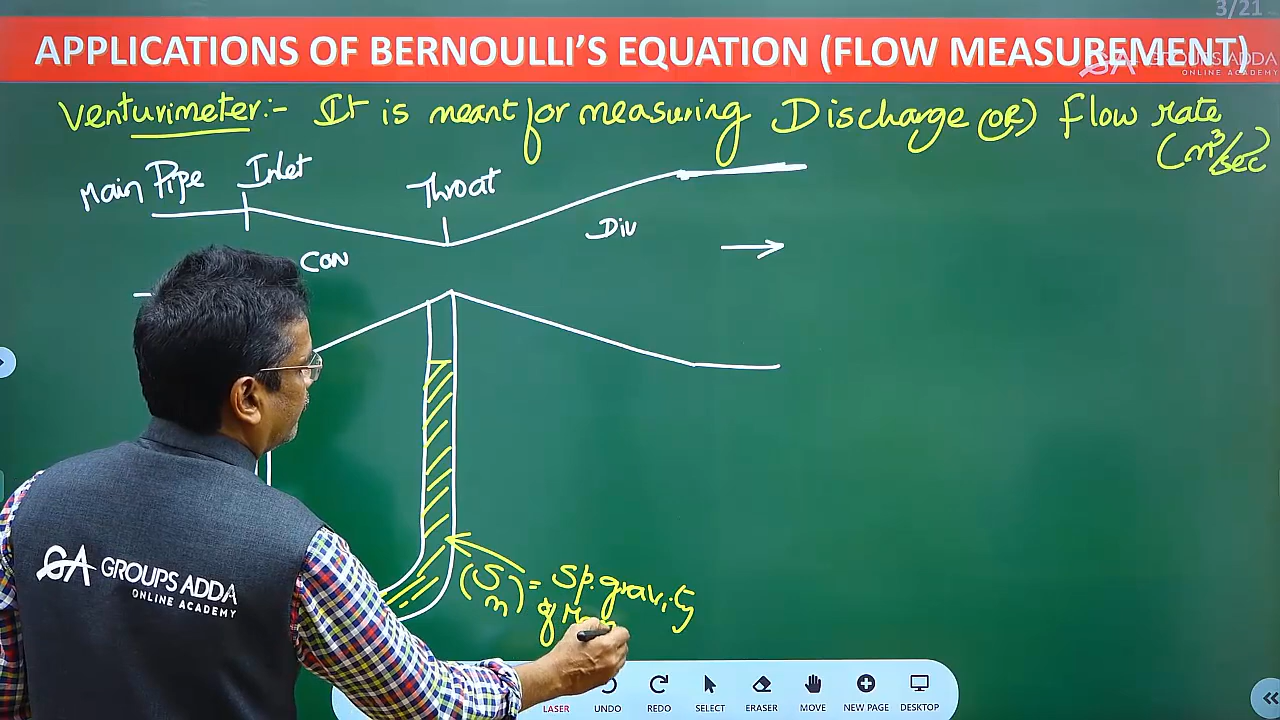 3/21
APPLICATIONS OF BERNOULLI'S EQUATION (FLOW MEASUREMENT)
GA GROUPS ADDA
ONLINE ACADEMY
Venturimeter:- It is meant for measuring Discharge (OR) Flow rate
(m³/sec)
Main Pipe Inlet Throat
Con Div
(Sm) = Sp.gravity
of
GA GROUPS ADDA
ONLINE ACADEMY
LASER UNDO REDO SELECT ERASER MOVE NEW PAGE DESKTOP